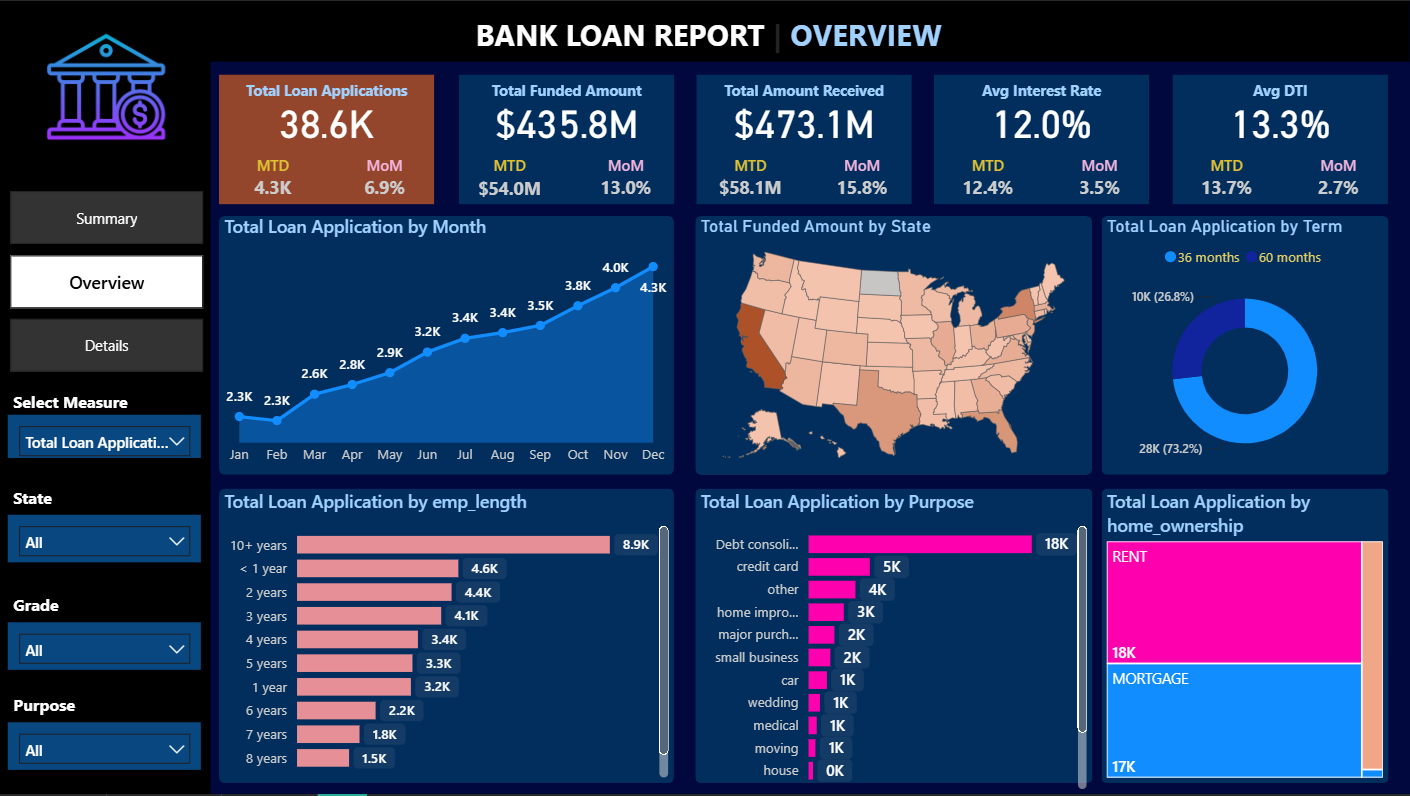 BANK LOAN REPORT | OVERVIEW
Total Loan Applications
38.6K
MTD MoM
4.3K 6.9%
Total Funded Amount
$435.8M
MTD MoM
$54.0M 13.0%
Total Amount Received
$473.1M
MTD MoM
$58.1M 15.8%
Avg Interest Rate
12.0%
MTD MoM
12.4% 3.5%
Avg DTI
13.3%
MTD MoM
13.7% 2.7%
Summary
Overview
Details
Select Measure
Total Loan Applicati...
State
All
Grade
All
Purpose
All
Total Loan Application by Month
2.3K 2.3K 2.6K 2.8K 2.9K 3.2K 3.4K 3.4K 3.5K 3.8K 4.0K 4.3K
Jan Feb Mar Apr May Jun Jul Aug Sep Oct Nov Dec
Total Funded Amount by State
Total Loan Application by Term
36 months 60 months
10K (26.8%)
28K (73.2%)
Total Loan Application by emp_length
10+ years 8.9K
< 1 year 4.6K
2 years 4.4K
3 years 4.1K
4 years 3.4K
5 years 3.3K
1 year 3.2K
6 years 2.2K
7 years 1.8K
8 years 1.5K
Total Loan Application by Purpose
Debt consoli... 18K
credit card 5K
other 4K
home impro... 3K
major purch... 2K
small business 2K
car 1K
wedding 1K
medical 1K
moving 1K
house 0K
Total Loan Application by
home_ownership
RENT
18K
MORTGAGE
17K